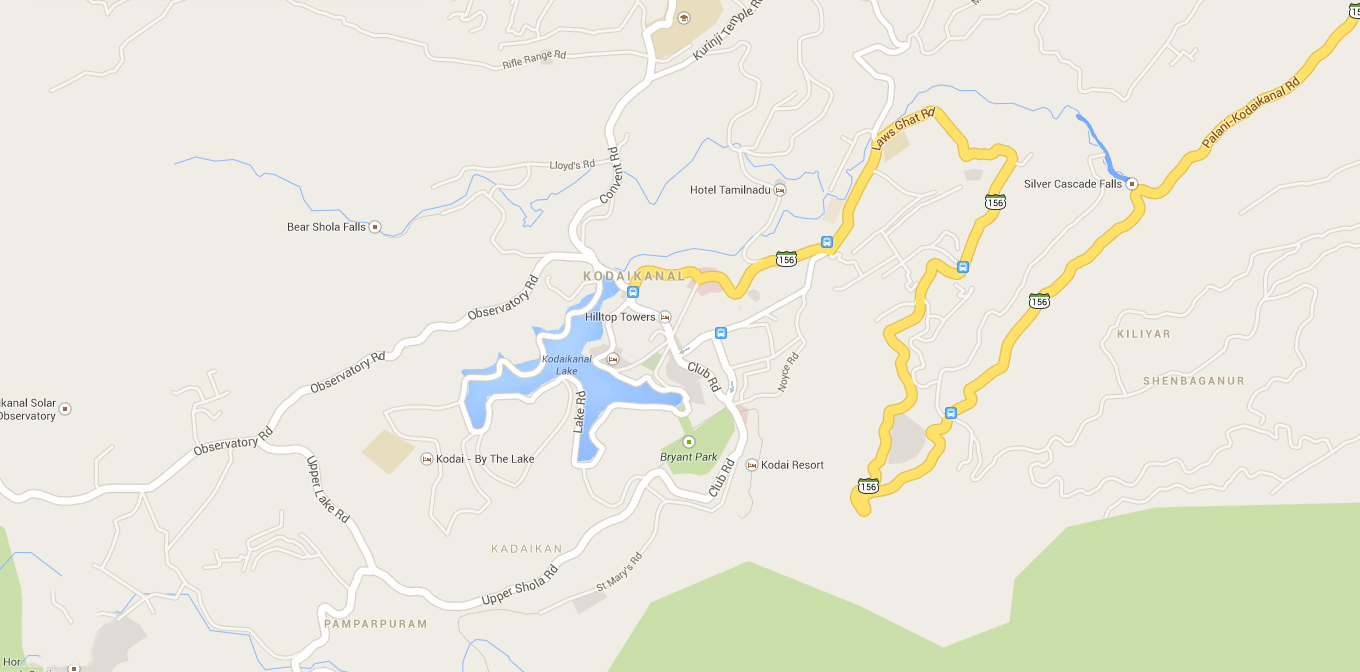 15
Kurinji Temple Rd
Rifle Range Rd
Palani-Kodaikanal Rd
Laws Ghat Rd
Lloyd's Rd
Convent Rd
Silver Cascade Falls
Hotel Tamilnadu
156
Bear Shola Falls
156
KODAIKANAL
Observatory Rd
156
Hilltop Towers
KILIYAR
Kodaikanal
Lake
Observatory Rd
Club Rd
Noyce Rd
SHENBAGANUR
ikanal Solar
Observatory
Lake Rd
Observatory Rd
Bryant Park
Kodai - By The Lake
Kodai Resort
Club Rd
156
Upper Lake Rd
KADAIKAN
Upper Shola Rd
St Mary's Rd
PAMPARPURAM
Hor